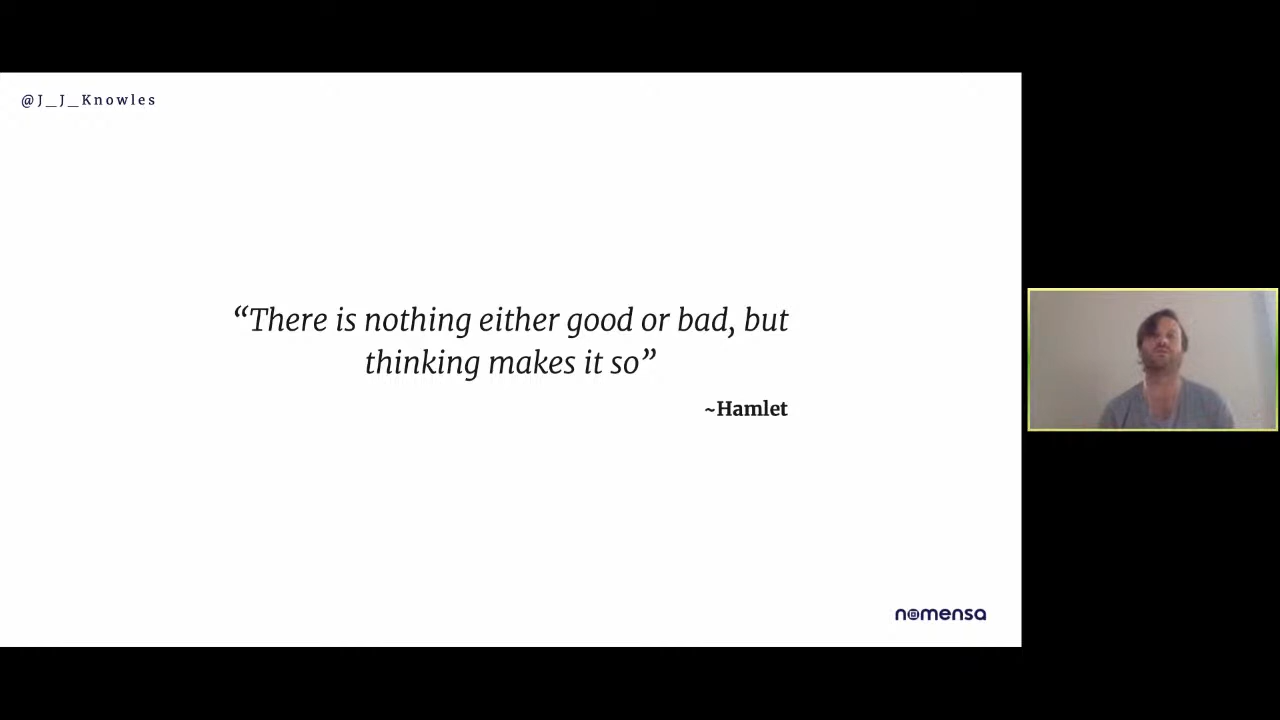 @J_J_Knowles
“There is nothing either good or bad, but
thinking makes it so”
~Hamlet
nomensa